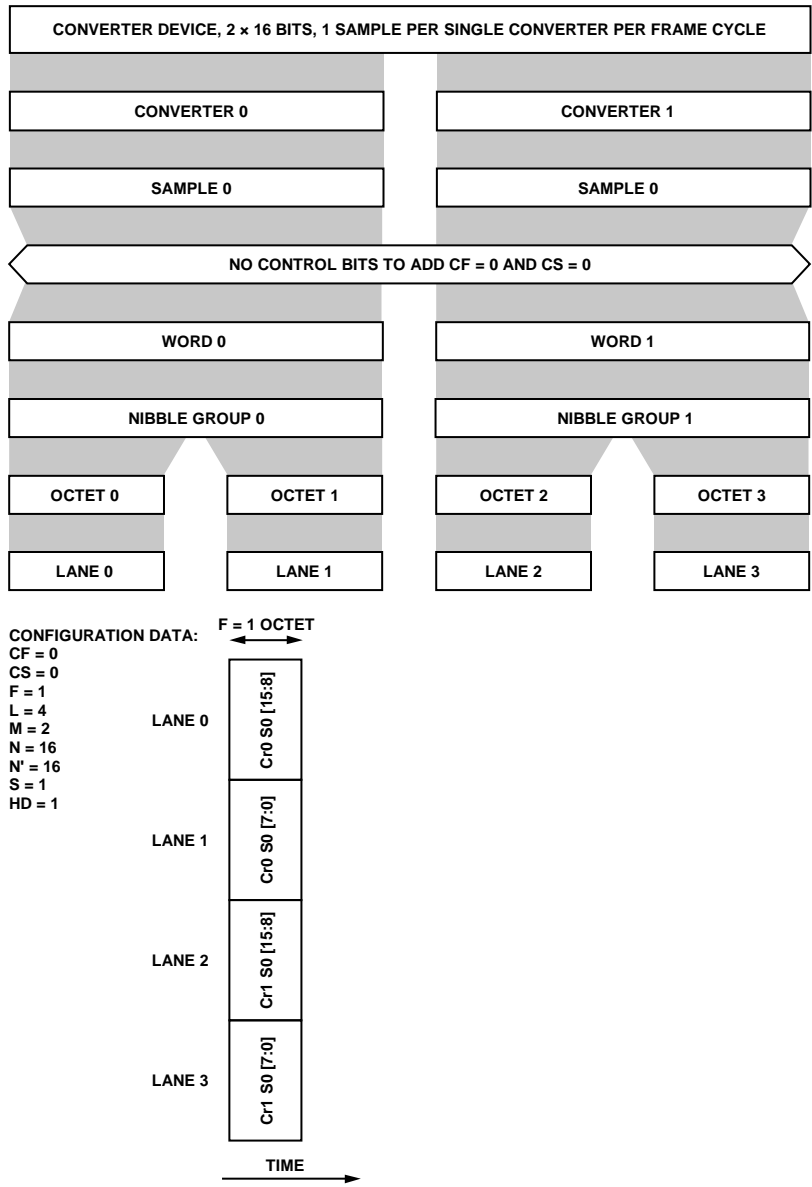 CONVERTER DEVICE, 2 × 16 BITS, 1 SAMPLE PER SINGLE CONVERTER PER FRAME CYCLE
CONVERTER 0
CONVERTER 1
SAMPLE 0
SAMPLE 0
NO CONTROL BITS TO ADD CF = 0 AND CS = 0
WORD 0
WORD 1
NIBBLE GROUP 0
NIBBLE GROUP 1
OCTET 0
OCTET 1
OCTET 2
OCTET 3
LANE 0
LANE 1
LANE 2
LANE 3
CONFIGURATION DATA:
CF = 0
CS = 0
F = 1
L = 4
M = 2
N = 16
N' = 16
S = 1
HD = 1
F = 1 OCTET
LANE 0
Cr0 S0 [15:8]
LANE 1
Cr0 S0 [7:0]
LANE 2
Cr1 S0 [15:8]
LANE 3
Cr1 S0 [7:0]
TIME